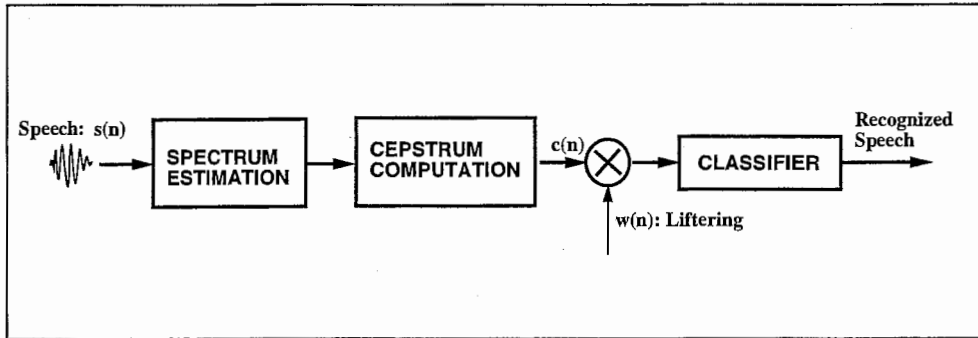 Speech: s(n)
SPECTRUM
ESTIMATION
CEPSTRUM
COMPUTATION
c(n)
w(n): Liftering
CLASSIFIER
Recognized
Speech